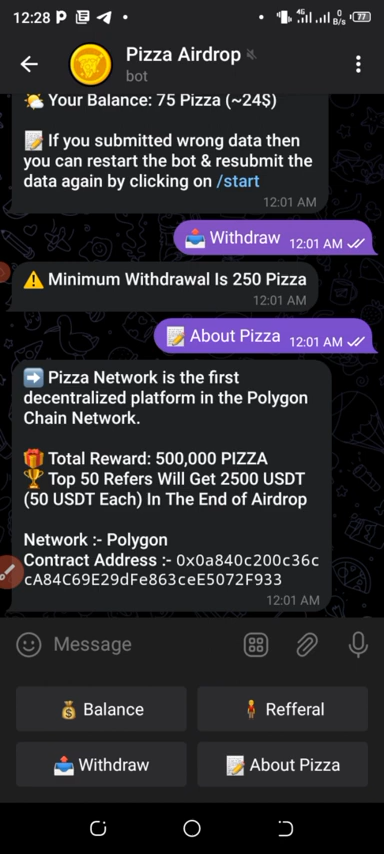 12:28
4G
0
B/s
77
Pizza Airdrop
bot
🌤 Your Balance: 75 Pizza (~24$)
📝 If you submitted wrong data then
you can restart the bot & resubmit the
data again by clicking on /start
12:01 AM
📤 Withdraw 12:01 AM
⚠️ Minimum Withdrawal Is 250 Pizza
12:01 AM
📝 About Pizza 12:01 AM
➡️ Pizza Network is the first
decentralized platform in the Polygon
Chain Network.
🎁 Total Reward: 500,000 PIZZA
🏆 Top 50 Refers Will Get 2500 USDT
(50 USDT Each) In The End of Airdrop
Network :- Polygon
Contract Address :- 0x0a840c200c36c
cA84C69E29dFe863ceE5072F933
12:01 AM
Message
💰 Balance
🧍 Refferal
📤 Withdraw
📝 About Pizza